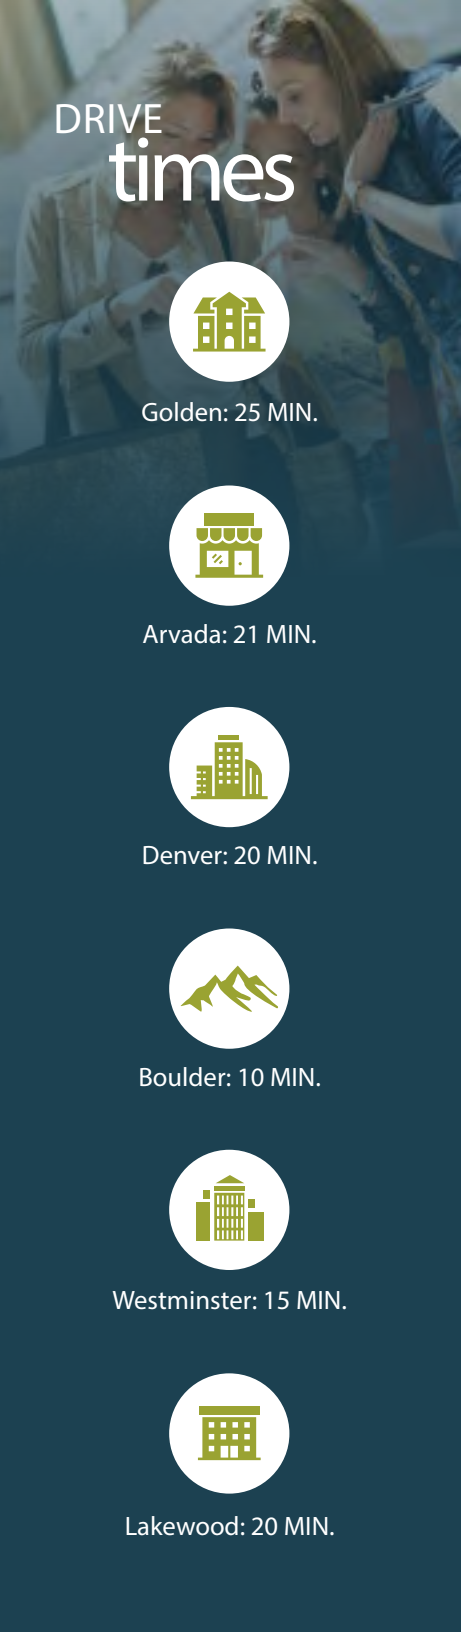 DRIVE
times
Golden: 25 MIN.
Arvada: 21 MIN.
Denver: 20 MIN.
Boulder: 10 MIN.
Westminster: 15 MIN.
Lakewood: 20 MIN.